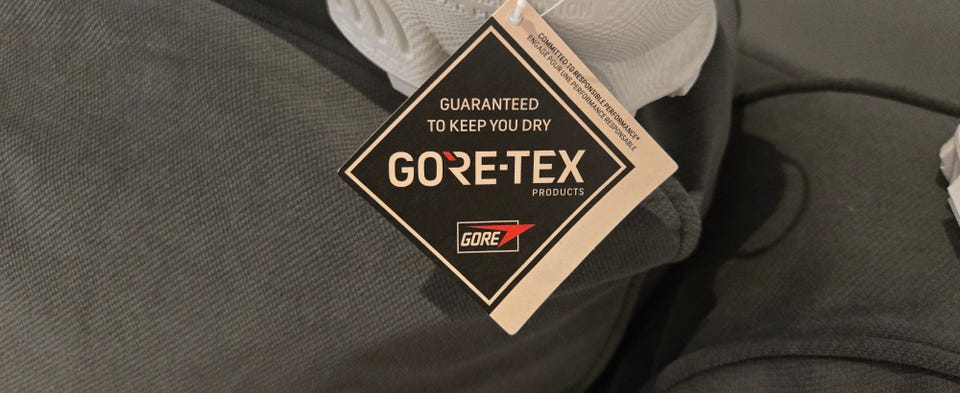 GUARANTEED
TO KEEP YOU DRY
GORE-TEX
PRODUCTS
GORE
COMMITTED TO RESPONSIBLE PERFORMANCE*
ENGAGÉ POUR UNE PERFORMANCE RESPONSABLE